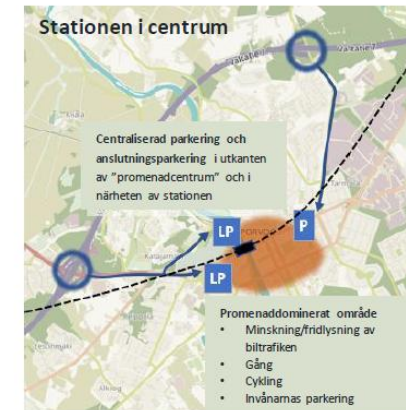 Stationen i centrum
Centraliserad parkering och
anslutningsparkering i utkanten
av "promenadcentrum" och i
närheten av stationen
LP
P
LP
Promenaddominerat område
• Minskning/fridlysning av
biltrafiken
• Gång
• Cykling
• Invånarnas parkering